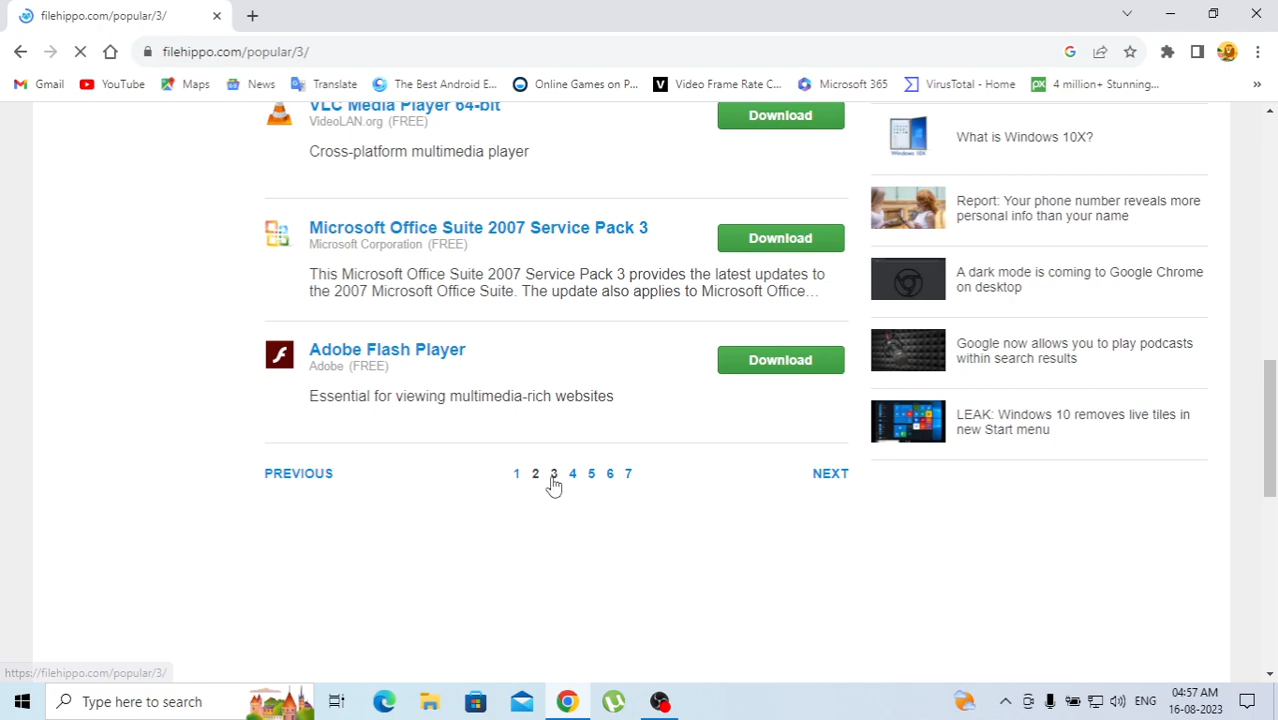 filehippo.com/popular/3/
filehippo.com/popular/3/
Gmail
YouTube
Maps
News
Translate
The Best Android E...
Online Games on P...
Video Frame Rate C...
Microsoft 365
VirusTotal - Home
4 million+ Stunning...
VLC Media Player 64-bit
VideoLAN.org (FREE)
Cross-platform multimedia player
Download
Microsoft Office Suite 2007 Service Pack 3
Microsoft Corporation (FREE)
This Microsoft Office Suite 2007 Service Pack 3 provides the latest updates to
the 2007 Microsoft Office Suite. The update also applies to Microsoft Office...
Download
Adobe Flash Player
Adobe (FREE)
Essential for viewing multimedia-rich websites
Download
PREVIOUS 1 2 3 4 5 6 7 NEXT
Windows 10X
What is Windows 10X?
Report: Your phone number reveals more
personal info than your name
A dark mode is coming to Google Chrome
on desktop
Google now allows you to play podcasts
within search results
LEAK: Windows 10 removes live tiles in
new Start menu
https://filehippo.com/popular/3/
Type here to search
ENG
04:57 AM
16-08-2023